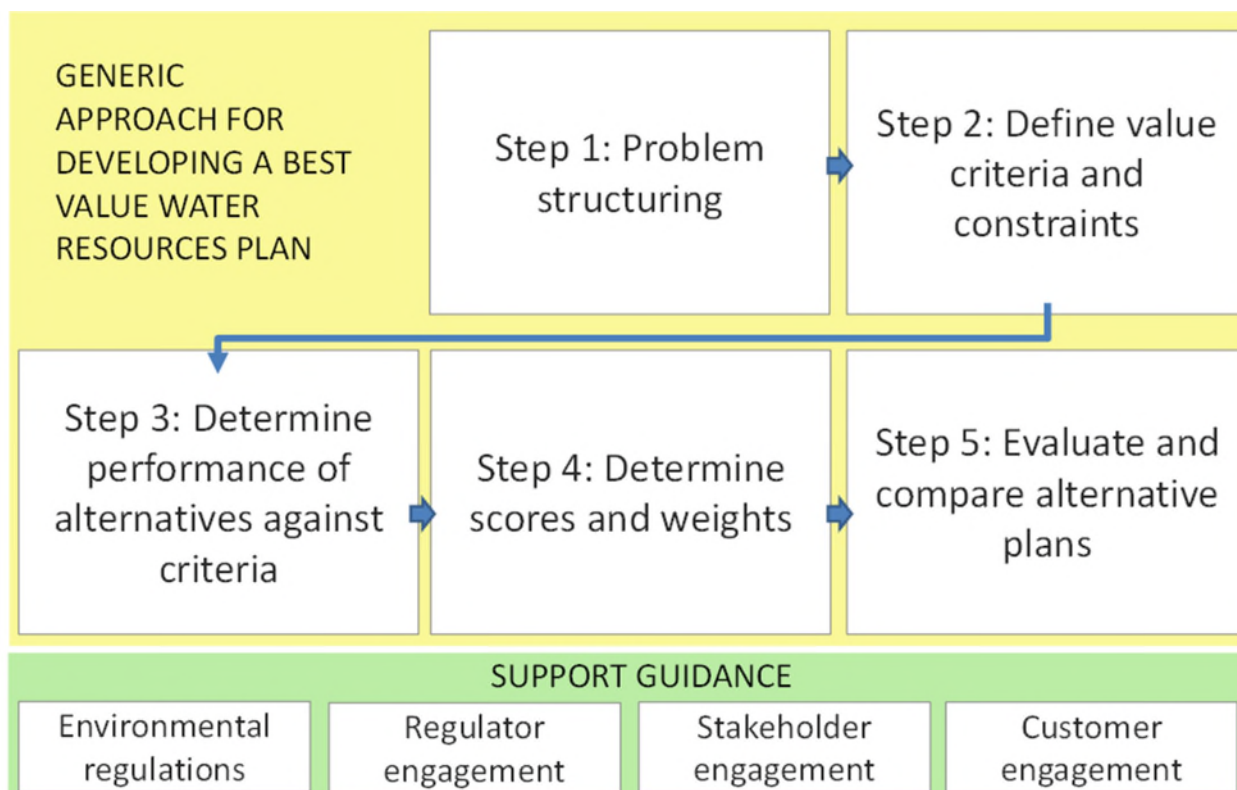 GENERIC
APPROACH FOR
DEVELOPING A BEST
VALUE WATER
RESOURCES PLAN
Step 1: Problem
structuring
Step 2: Define value
criteria and
constraints
Step 3: Determine
performance of
alternatives against
criteria
Step 4: Determine
scores and weights
Step 5: Evaluate and
compare alternative
plans
SUPPORT GUIDANCE
Environmental
regulations
Regulator
engagement
Stakeholder
engagement
Customer
engagement